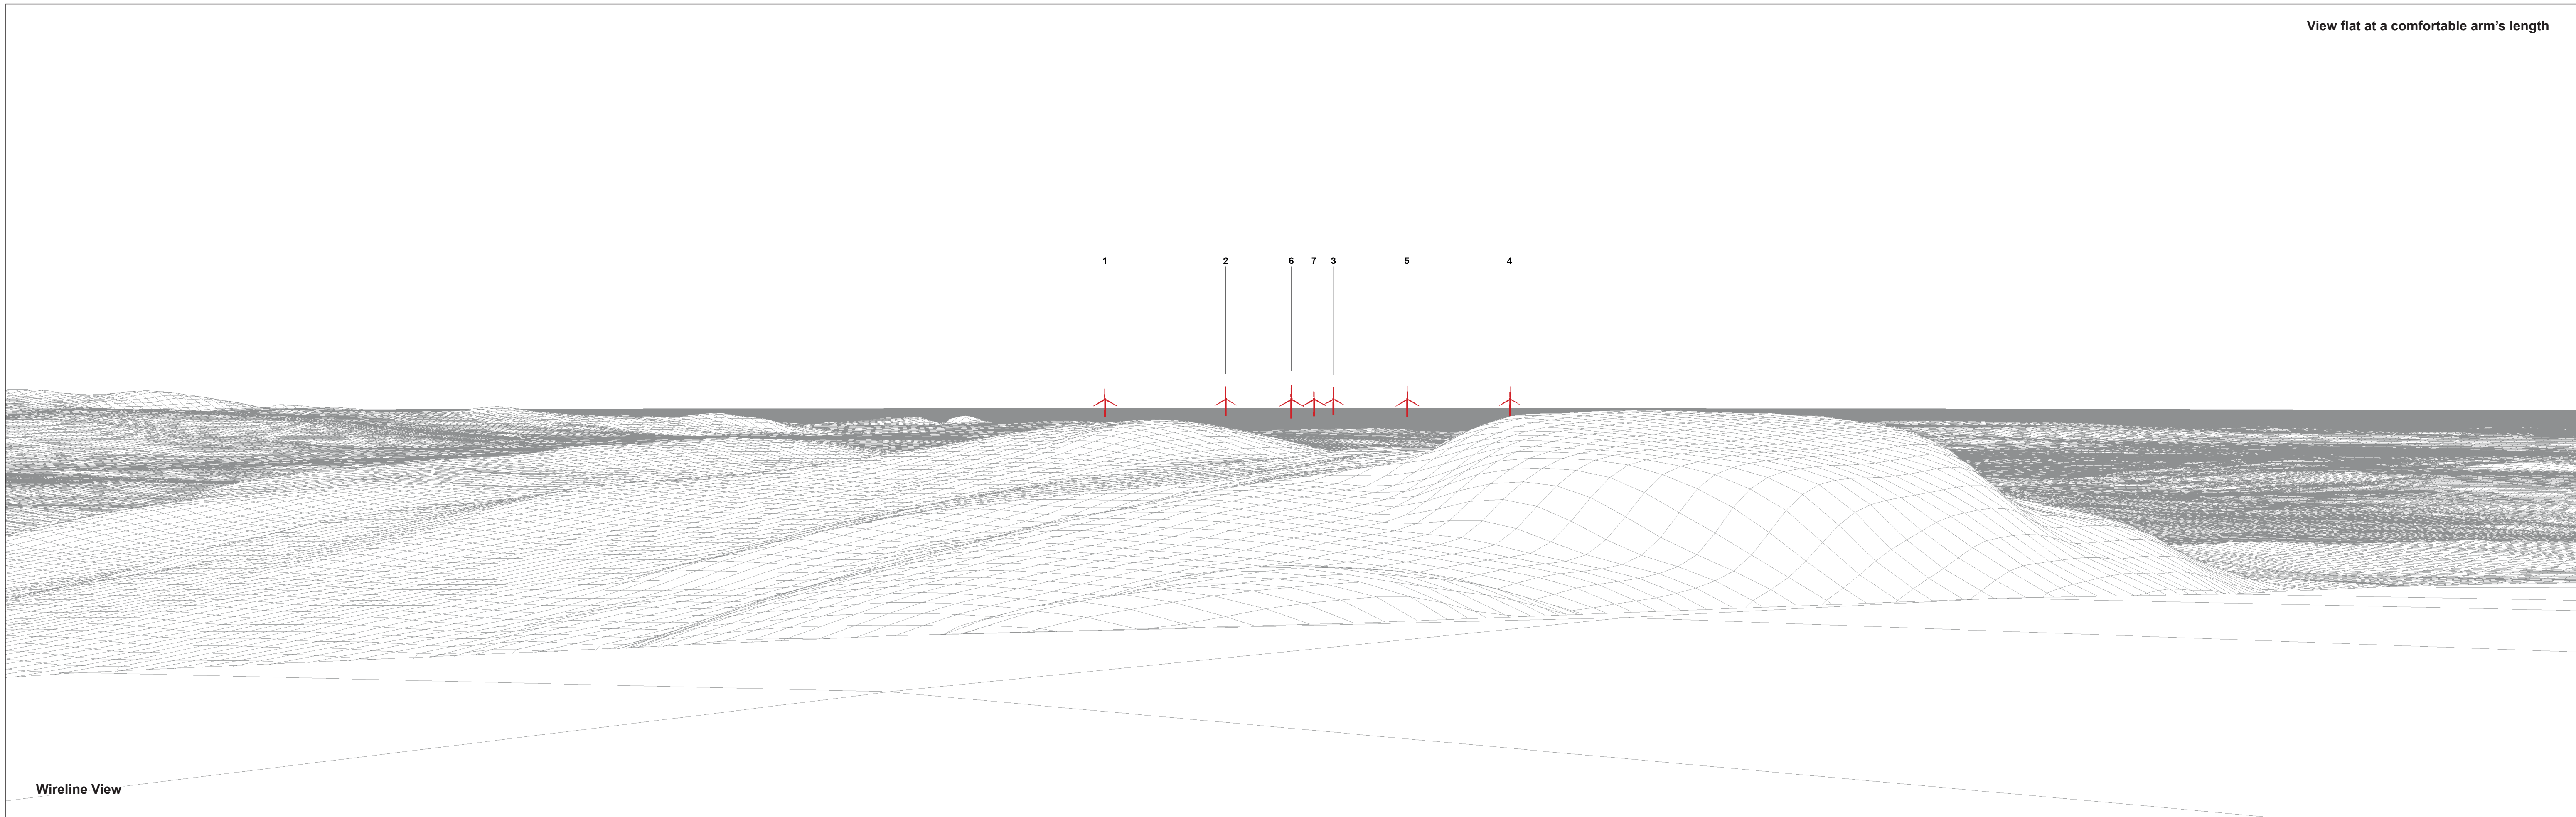 View flat at a comfortable arm’s length
1 2 6 7 3 5 4
Wireline View